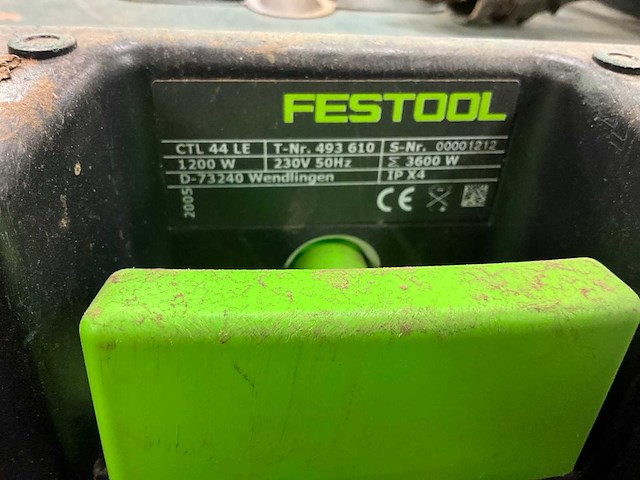 FESTOOL
CTL 44 LE T-Nr. 493 610 S-Nr. 00001212
1200 W 230V 50Hz Σ 3600 W
D-73240 Wendlingen IP X4
2005 CE